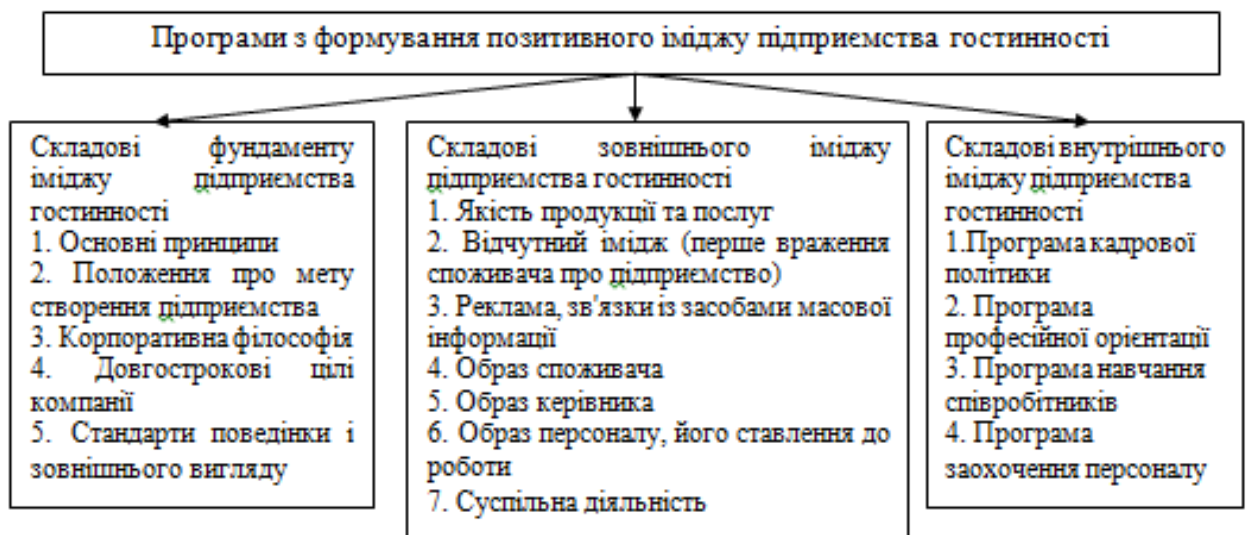 Програми з формування позитивного іміджу підприємства гостинності
Складові фундаменту
іміджу підприємства
гостинності
1. Основні принципи
2. Положення про мету
створення підприємства
3. Корпоративна філософія
4. Довгострокові цілі
компанії
5. Стандарти поведінки і
зовнішнього вигляду
Складові зовнішнього іміджу
підприємства гостинності
1. Якість продукції та послуг
2. Відчутний імідж (перше враження
споживача про підприємство)
3. Реклама, зв'язки із засобами масової
інформації
4. Образ споживача
5. Образ керівника
6. Образ персоналу, його ставлення до
роботи
7. Суспільна діяльність
Складові внутрішнього
іміджу підприємства
гостинності
1.Програма кадрової
політики
2. Програма
професійної орієнтації
3. Програма навчання
співробітників
4. Програма
заохочення персоналу